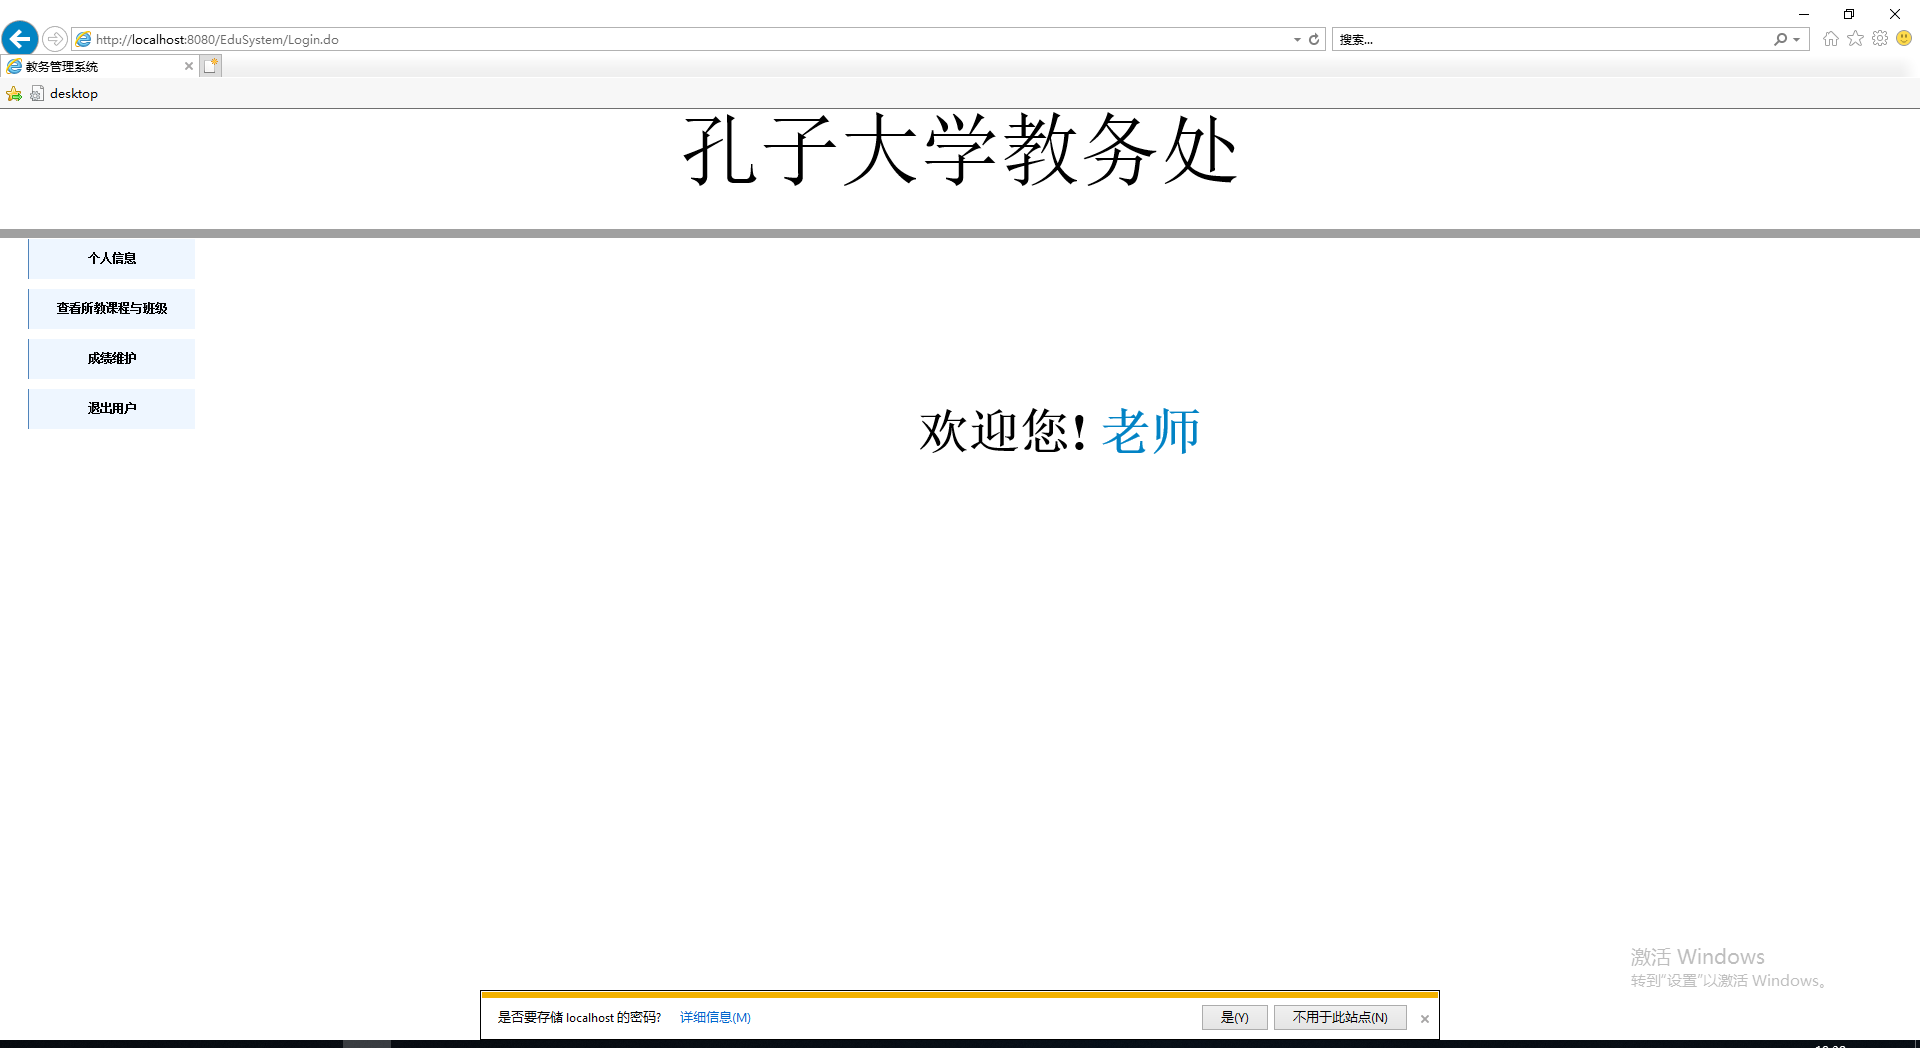 http://localhost:8080/EduSystem/Login.do
搜索...
教务管理系统
desktop
孔子大学教务处
个人信息
查看所教课程与班级
成绩维护
退出用户
欢迎您! 老师
激活 Windows
转到“设置”以激活 Windows。
是否要存储 localhost 的密码? 详细信息(M) 是(Y) 不用于此站点(N)